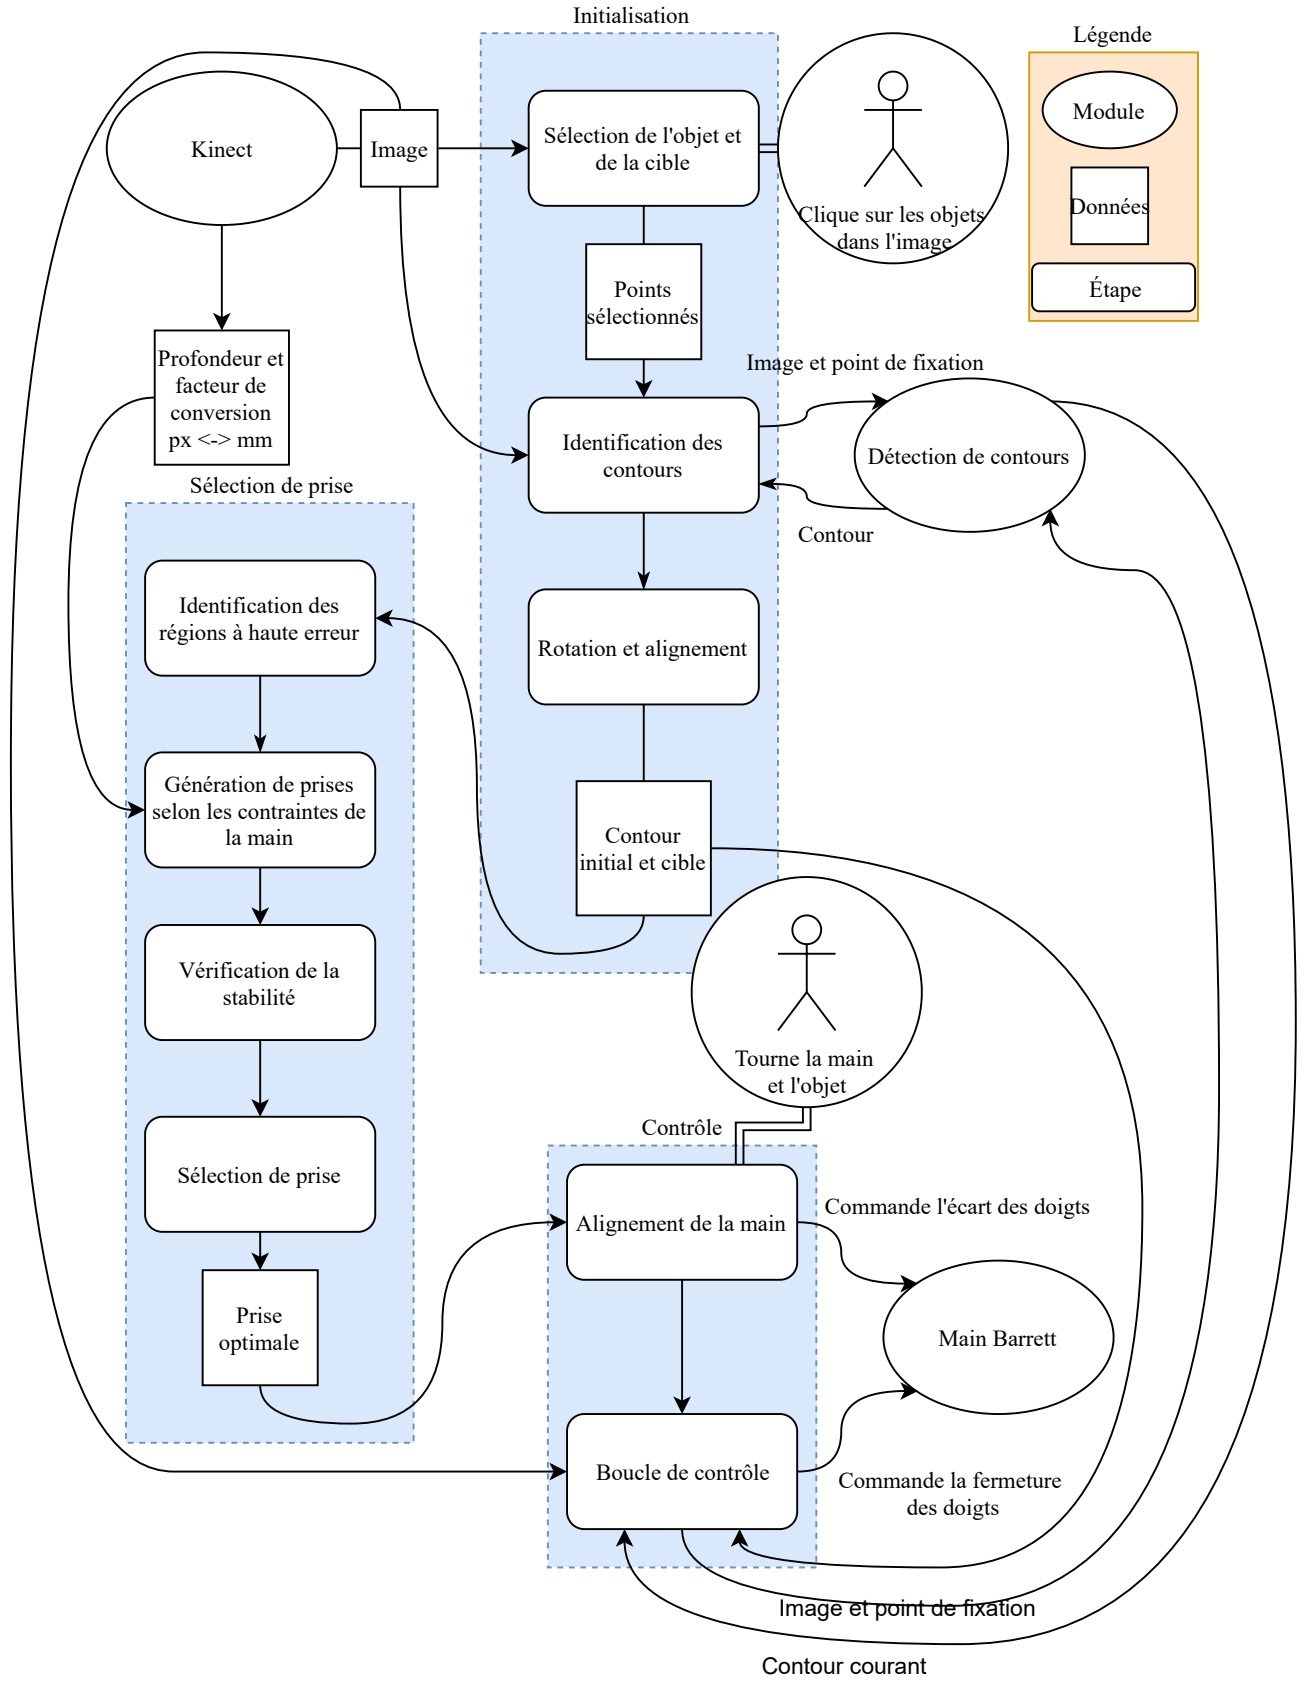 Initialisation
Légende
Kinect
Image
Sélection de l'objet et
de la cible
Clique sur les objets
dans l'image
Module
Données
Étape
Points
sélectionnés
Profondeur et
facteur de
conversion
px <-> mm
Image et point de fixation
Identification des
contours
Détection de contours
Contour
Sélection de prise
Identification des
régions à haute erreur
Rotation et alignement
Génération de prises
selon les contraintes de
la main
Contour
initial et cible
Vérification de la
stabilité
Tourne la main
et l'objet
Contrôle
Sélection de prise
Alignement de la main
Commande l'écart des doigts
Prise
optimale
Main Barrett
Boucle de contrôle
Commande la fermeture
des doigts
Image et point de fixation
Contour courant